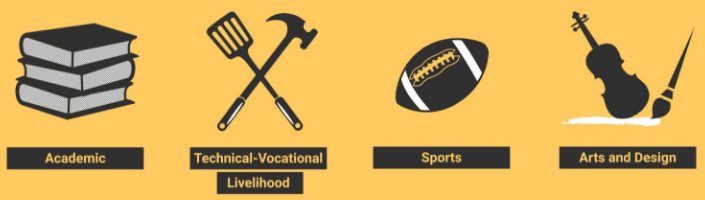 Academic
Technical-Vocational
Livelihood
Sports
Arts and Design